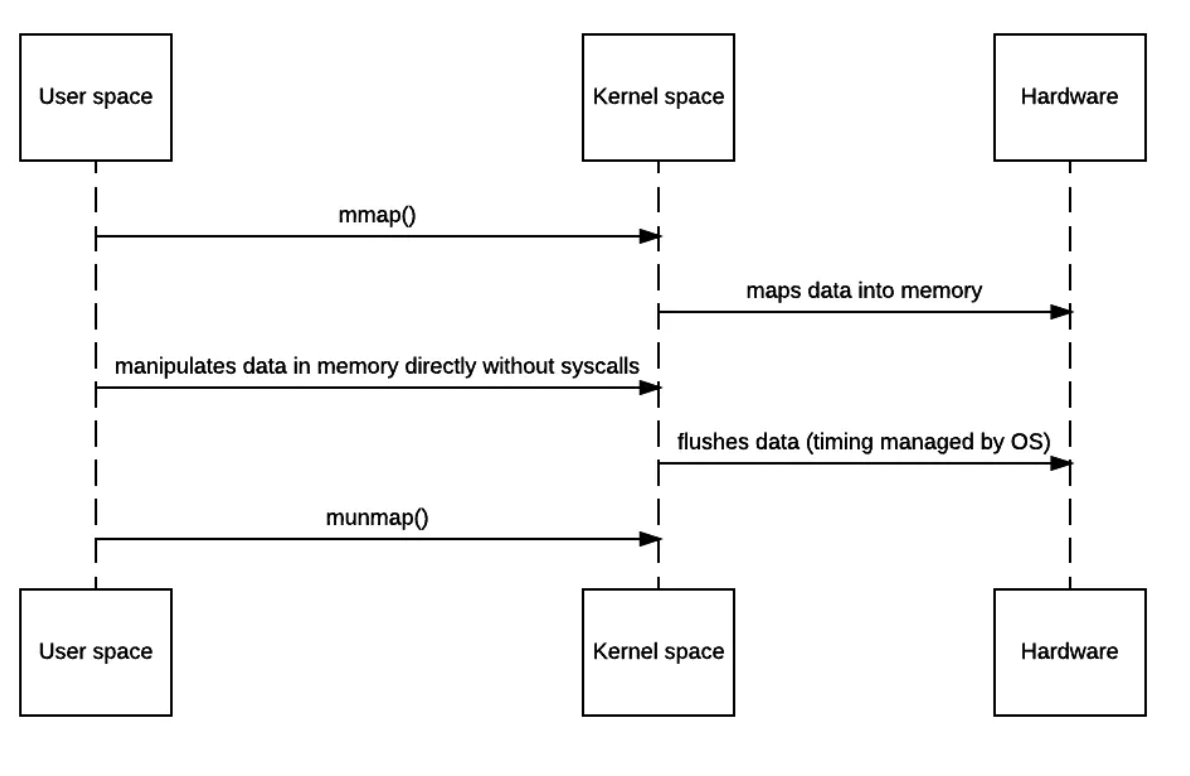 User space
Kernel space
Hardware
mmap()
maps data into memory
manipulates data in memory directly without syscalls
flushes data (timing managed by OS)
munmap()
User space
Kernel space
Hardware